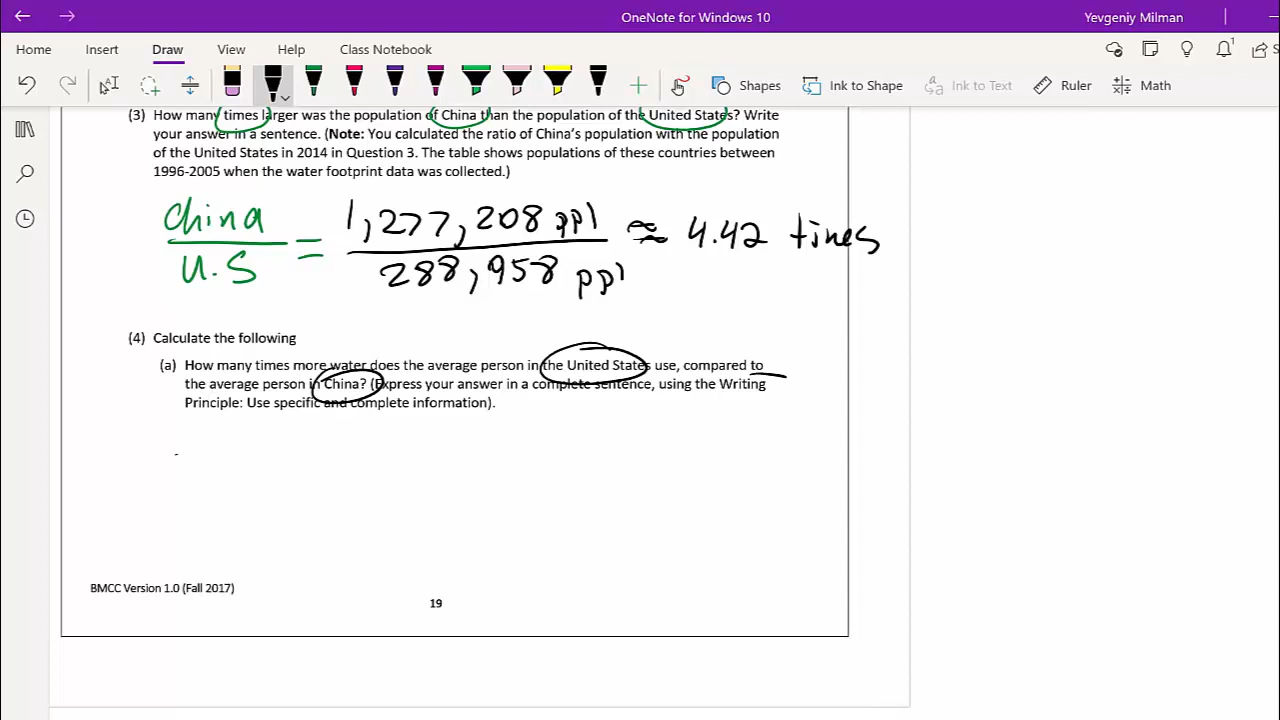 OneNote for Windows 10
Yevgeniy Milman
Home Insert Draw View Help Class Notebook
Shapes Ink to Shape Ink to Text Ruler Math
(3) How many times larger was the population of China than the population of the United States? Write
your answer in a sentence. (Note: You calculated the ratio of China's population with the population
of the United States in 2014 in Question 3. The table shows populations of these countries between
1996-2005 when the water footprint data was collected.)
China / U.S = 1,277,208 ppl / 288,958 ppl ≈ 4.42 times
(4) Calculate the following
(a) How many times more water does the average person in the United States use, compared to
the average person in China? (Express your answer in a complete sentence, using the Writing
Principle: Use specific and complete information).
BMCC Version 1.0 (Fall 2017)
19